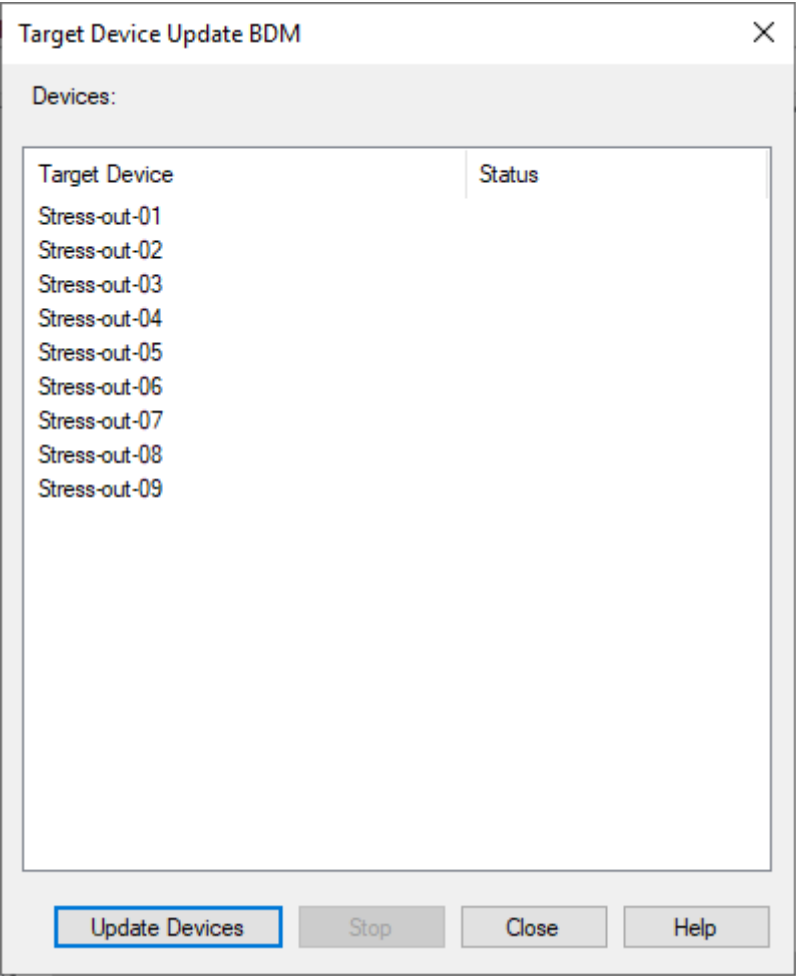 Target Device Update BDM
Devices:
Target Device Status
Stress-out-01
Stress-out-02
Stress-out-03
Stress-out-04
Stress-out-05
Stress-out-06
Stress-out-07
Stress-out-08
Stress-out-09
Update Devices Stop Close Help